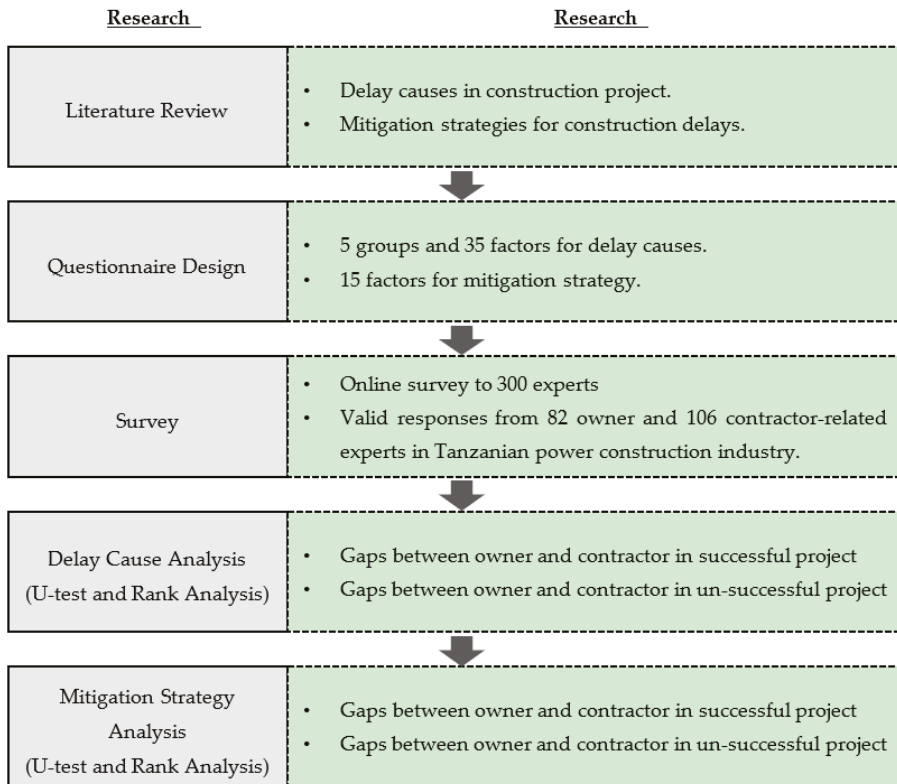 Research
Research
Literature Review
• Delay causes in construction project.
• Mitigation strategies for construction delays.
Questionnaire Design
• 5 groups and 35 factors for delay causes.
• 15 factors for mitigation strategy.
Survey
• Online survey to 300 experts
• Valid responses from 82 owner and 106 contractor-related
experts in Tanzanian power construction industry.
Delay Cause Analysis
(U-test and Rank Analysis)
• Gaps between owner and contractor in successful project
• Gaps between owner and contractor in un-successful project
Mitigation Strategy
Analysis
(U-test and Rank Analysis)
• Gaps between owner and contractor in successful project
• Gaps between owner and contractor in un-successful project